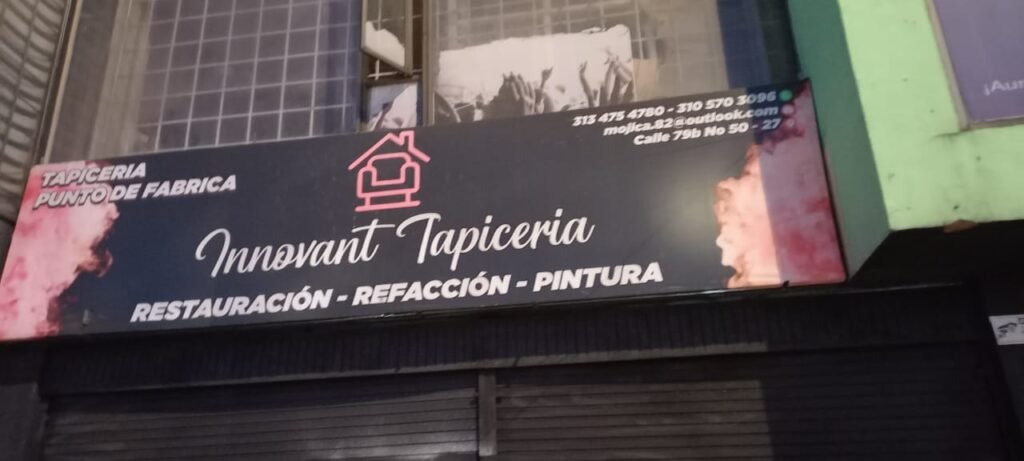 TAPICERIA
PUNTO DE FABRICA
313 475 4780 - 310 570 3096
mojica.82@outlook.com
Calle 79b No 50 - 27
Innovant Tapiceria
RESTAURACIÓN - REFACCIÓN - PINTURA